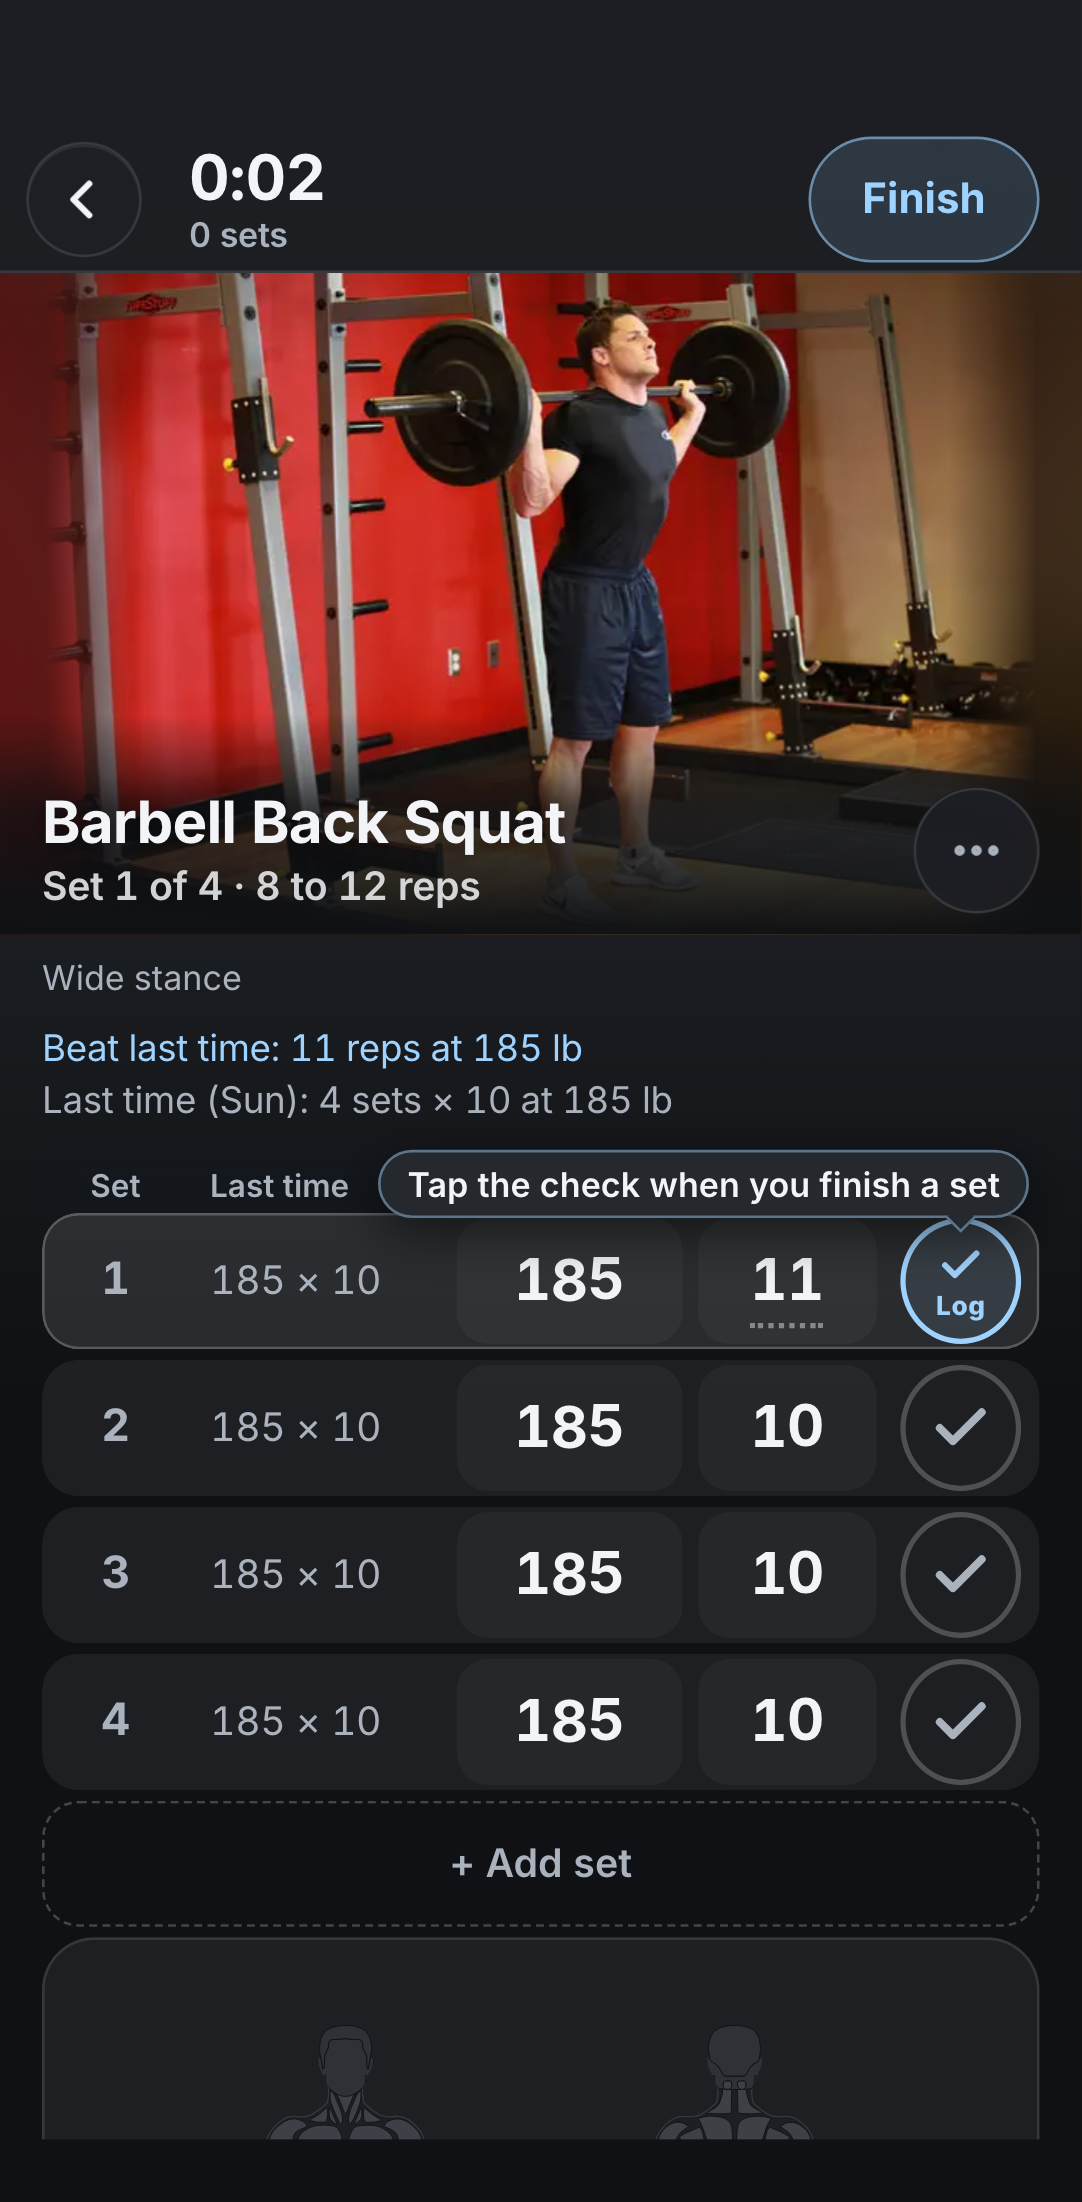 0:02
0 sets
Finish
Barbell Back Squat
Set 1 of 4 · 8 to 12 reps
Wide stance
Beat last time: 11 reps at 185 lb
Last time (Sun): 4 sets × 10 at 185 lb
Set Last time Tap the check when you finish a set
1 185 × 10 185 11 Log
2 185 × 10 185 10
3 185 × 10 185 10
4 185 × 10 185 10
+ Add set